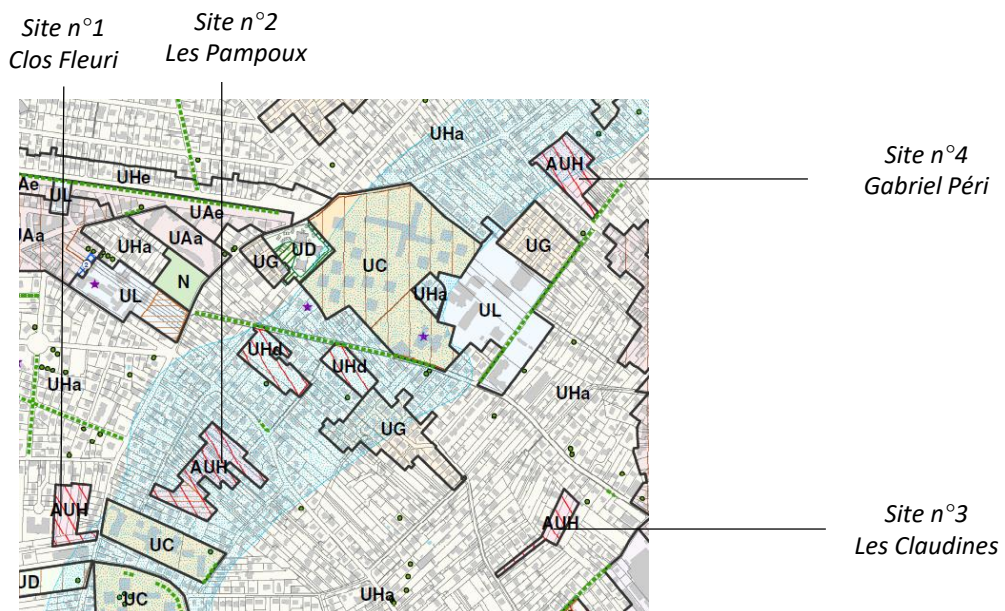 Site n°1
Clos Fleuri
Site n°2
Les Pampoux
Site n°4
Gabriel Péri
Site n°3
Les Claudines
UHa
AUH
UHe
UL
Ae
UAe
UAa
UHa
UAa
UG
UD
UG
N
UC
UHa
UL
UL
UHd
UHd
UHa
UHa
UG
AUH
AUH
AUH
UC
UD
UHa
UC